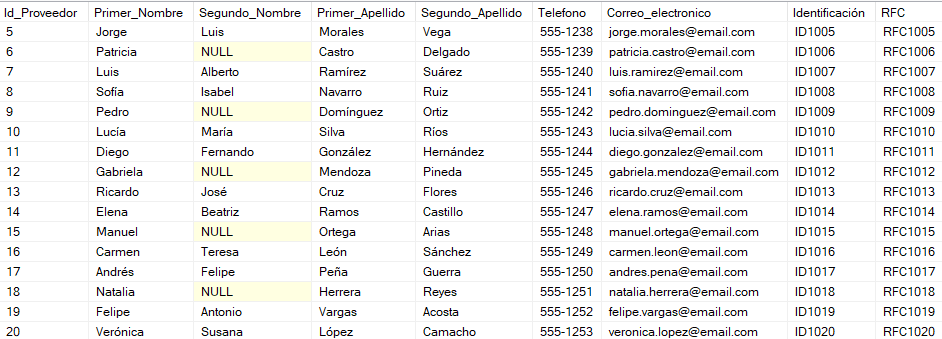 Id_Proveedor Primer_Nombre Segundo_Nombre Primer_Apellido Segundo_Apellido Telefono Correo_electronico Identificación RFC
5 Jorge Luis Morales Vega 555-1238 jorge.morales@email.com ID1005 RFC1005
6 Patricia NULL Castro Delgado 555-1239 patricia.castro@email.com ID1006 RFC1006
7 Luis Alberto Ramírez Suárez 555-1240 luis.ramirez@email.com ID1007 RFC1007
8 Sofía Isabel Navarro Ruiz 555-1241 sofia.navarro@email.com ID1008 RFC1008
9 Pedro NULL Domínguez Ortiz 555-1242 pedro.dominguez@email.com ID1009 RFC1009
10 Lucía María Silva Ríos 555-1243 lucia.silva@email.com ID1010 RFC1010
11 Diego Fernando González Hernández 555-1244 diego.gonzalez@email.com ID1011 RFC1011
12 Gabriela NULL Mendoza Pineda 555-1245 gabriela.mendoza@email.com ID1012 RFC1012
13 Ricardo José Cruz Flores 555-1246 ricardo.cruz@email.com ID1013 RFC1013
14 Elena Beatriz Ramos Castillo 555-1247 elena.ramos@email.com ID1014 RFC1014
15 Manuel NULL Ortega Arias 555-1248 manuel.ortega@email.com ID1015 RFC1015
16 Carmen Teresa León Sánchez 555-1249 carmen.leon@email.com ID1016 RFC1016
17 Andrés Felipe Peña Guerra 555-1250 andres.pena@email.com ID1017 RFC1017
18 Natalia NULL Herrera Reyes 555-1251 natalia.herrera@email.com ID1018 RFC1018
19 Felipe Antonio Vargas Acosta 555-1252 felipe.vargas@email.com ID1019 RFC1019
20 Verónica Susana López Camacho 555-1253 veronica.lopez@email.com ID1020 RFC1020